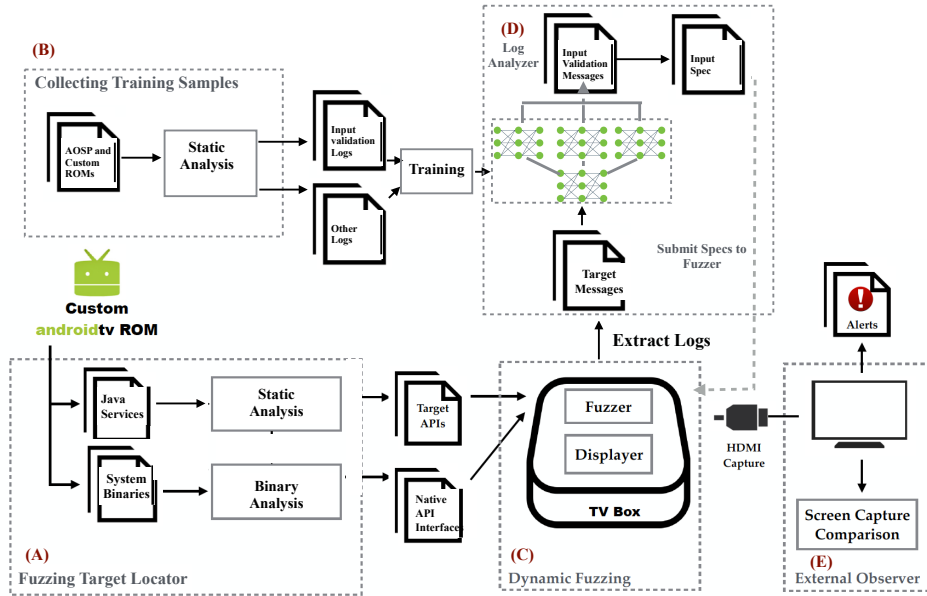 (B)
Collecting Training Samples
AOSP and
Custom
ROMs
Static
Analysis
Input
validation
Logs
Other
Logs
Training
(D)
Log
Analyzer
Input
Validation
Messages
Input
Spec
Target
Messages
Submit Specs to
Fuzzer
Extract Logs
Custom
androidtv ROM
Java
Services
Static
Analysis
System
Binaries
Binary
Analysis
(A)
Fuzzing Target Locator
Target
APIs
Native
API
Interfaces
Fuzzer
Displayer
TV Box
(C)
Dynamic Fuzzing
HDMI
Capture
Alerts
Screen Capture
Comparison
(E)
External Observer